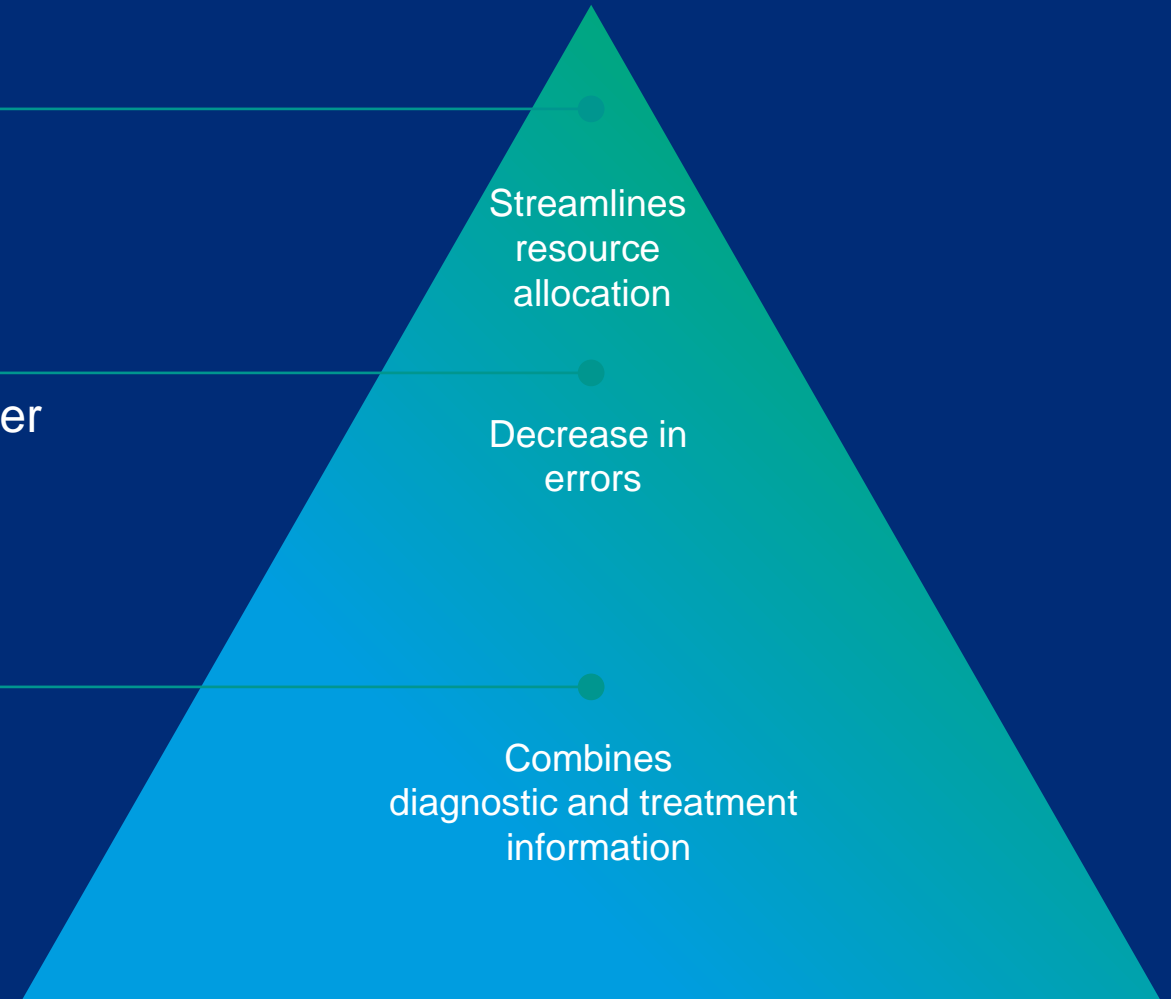 Streamlines
resource
allocation
er
Decrease in
errors
Combines
diagnostic and treatment
information